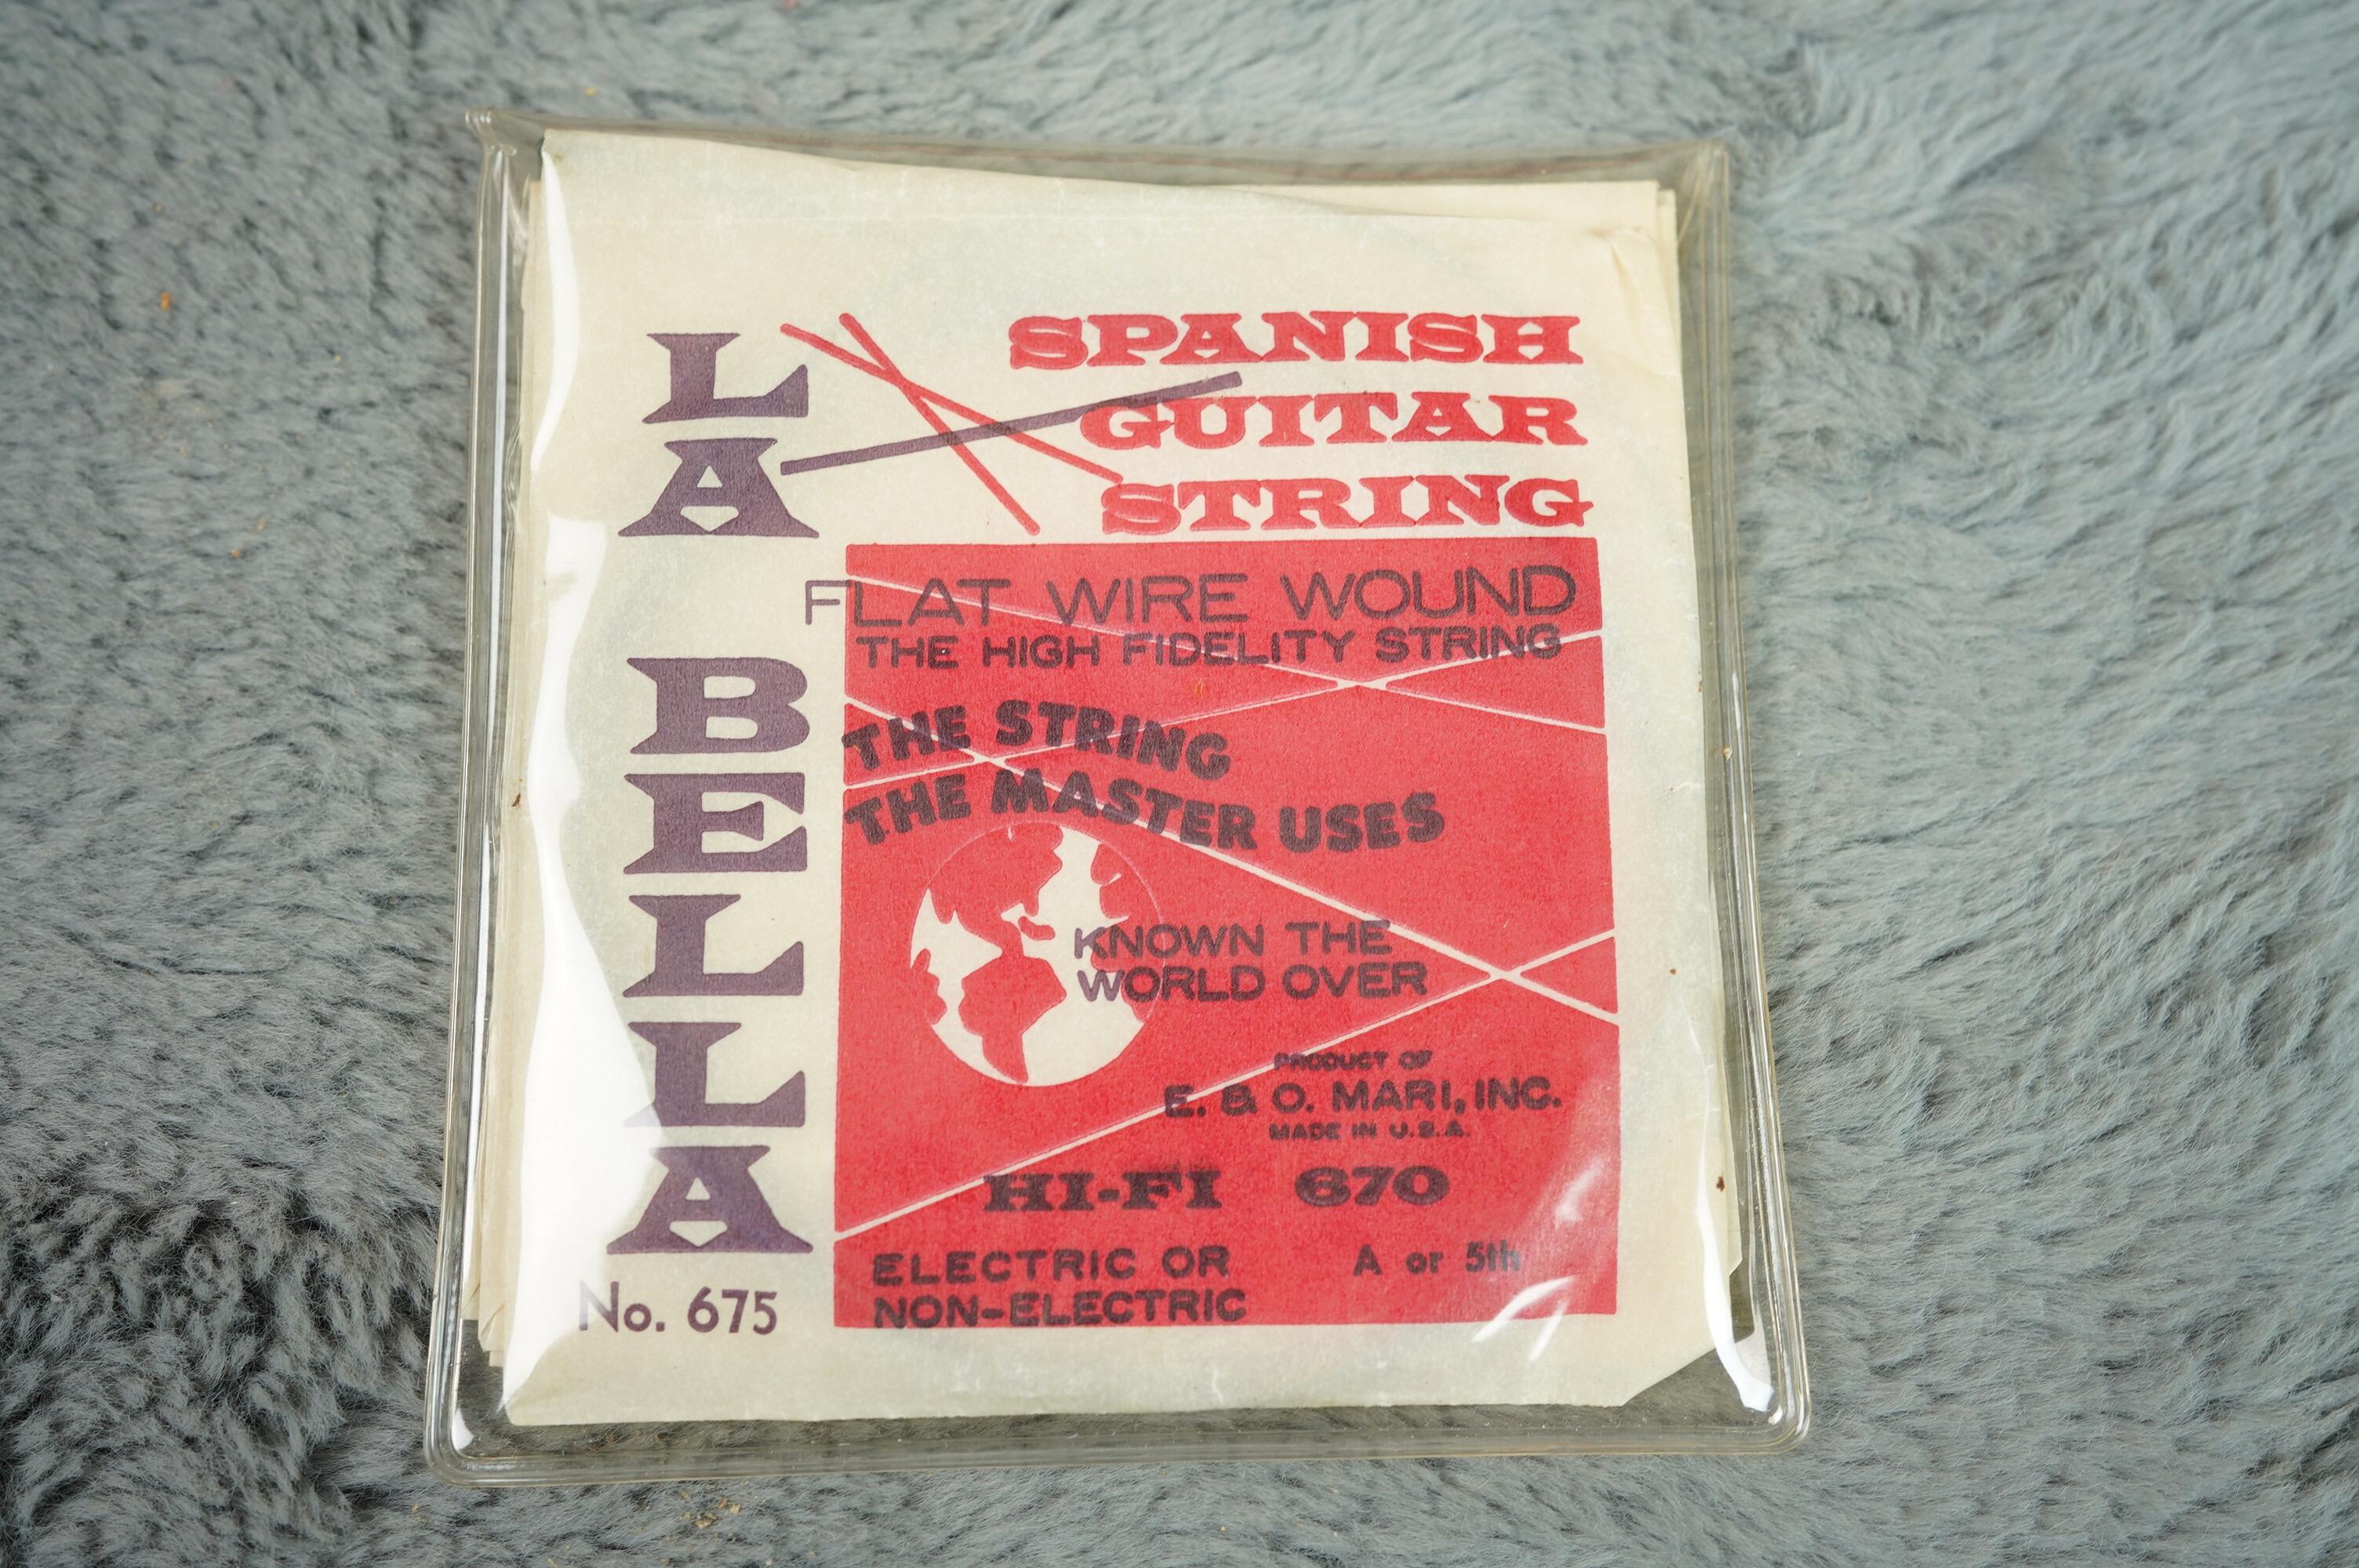 LA
BELLA
SPANISH
GUITAR
STRING
FLAT WIRE WOUND
THE HIGH FIDELITY STRING
THE STRING
THE MASTER USES
KNOWN THE
WORLD OVER
PRODUCT OF
E. & O. MARI, INC.
MADE IN U.S.A.
HI-FI 670
ELECTRIC OR
NON-ELECTRIC
A or 5th
No. 675